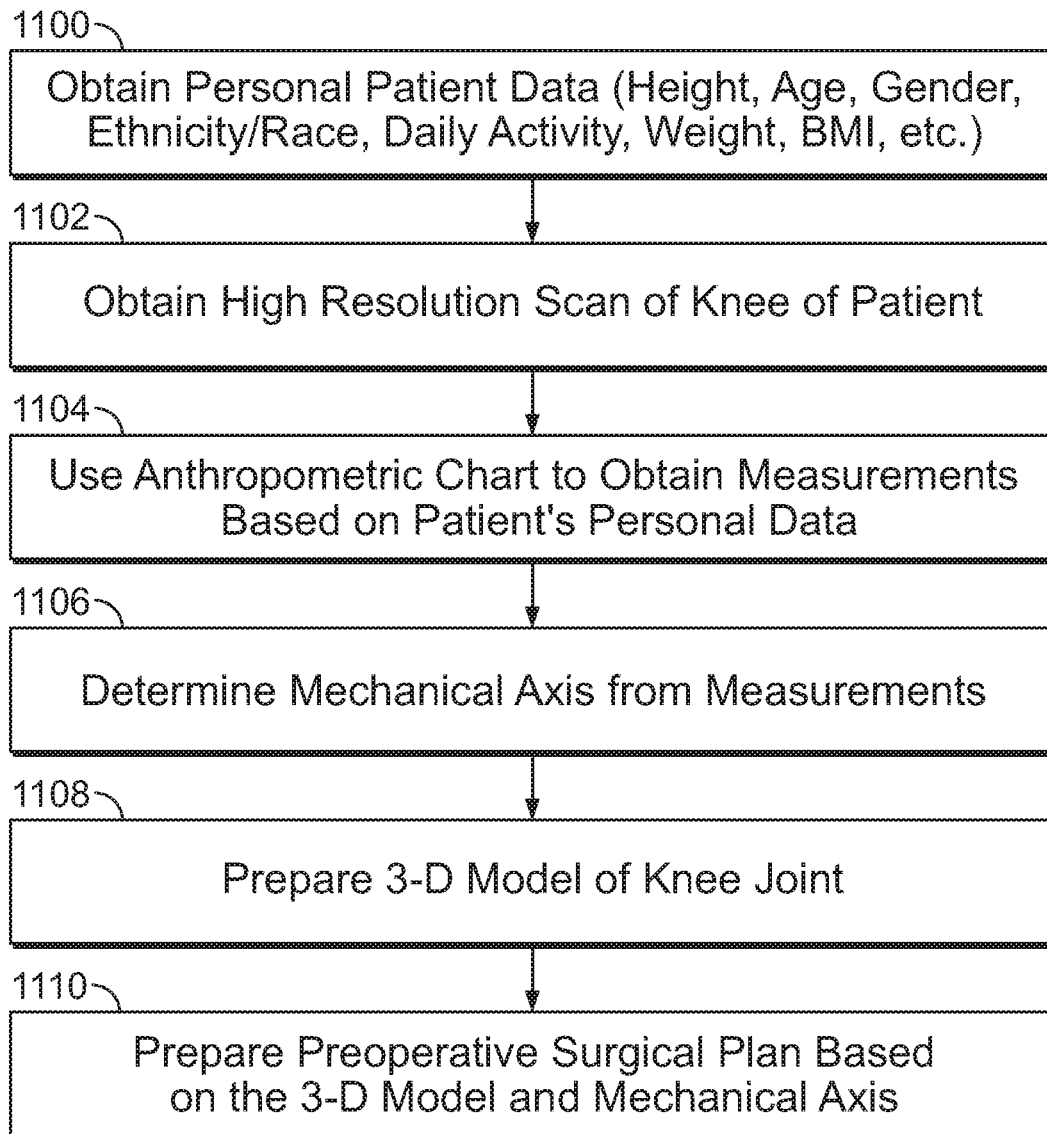 1100
Obtain Personal Patient Data (Height, Age, Gender,
Ethnicity/Race, Daily Activity, Weight, BMI, etc.)
1102
Obtain High Resolution Scan of Knee of Patient
1104
Use Anthropometric Chart to Obtain Measurements
Based on Patient's Personal Data
1106
Determine Mechanical Axis from Measurements
1108
Prepare 3-D Model of Knee Joint
1110
Prepare Preoperative Surgical Plan Based
on the 3-D Model and Mechanical Axis